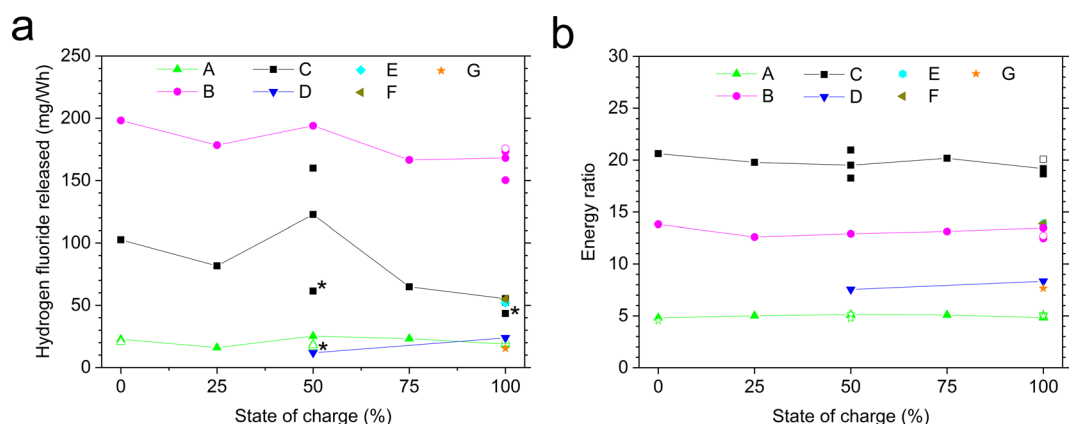 a
Hydrogen fluoride released (mg/Wh)
250
200
150
100
50
0
A C E G
B D F
*
*
*
0 25 50 75 100
State of charge (%)
b
Energy ratio
30
25
20
15
10
5
0
A C E G
B D F
0 25 50 75 100
State of charge (%)